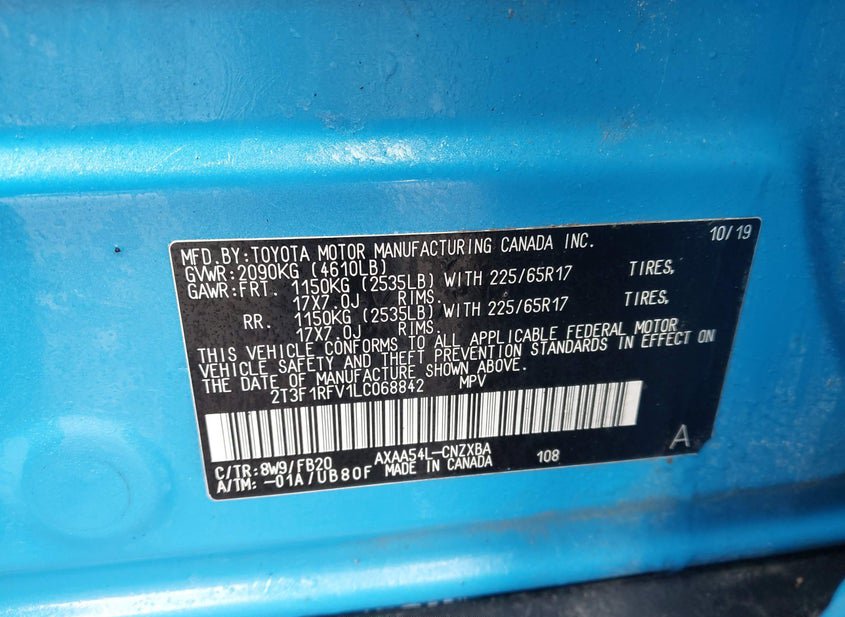 MFD.BY:TOYOTA MOTOR MANUFACTURING CANADA INC. 10/19
GVWR:2090KG (4610LB)
GAWR:FRT. 1150KG (2535LB) WITH 225/65R17 TIRES,
17X7.0J RIMS.
RR. 1150KG (2535LB) WITH 225/65R17 TIRES,
17X7.0J RIMS.
THIS VEHICLE CONFORMS TO ALL APPLICABLE FEDERAL MOTOR
VEHICLE SAFETY AND THEFT PREVENTION STANDARDS IN EFFECT ON
THE DATE OF MANUFACTURE SHOWN ABOVE.
2T3F1RFV1LC068842 MPV
C/TR:8W9/FB20 AXAA54L-CNZXBA 108 A
A/TM: -01A/UB80F MADE IN CANADA